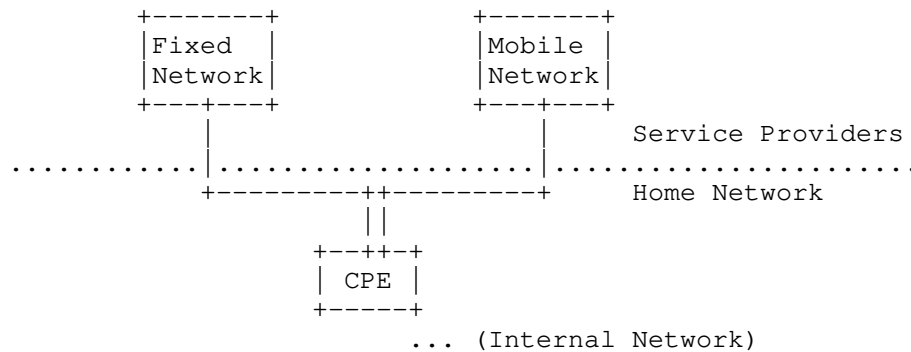 Fixed Mobile
Network Network
Service Providers
Home Network
CPE
... (Internal Network)